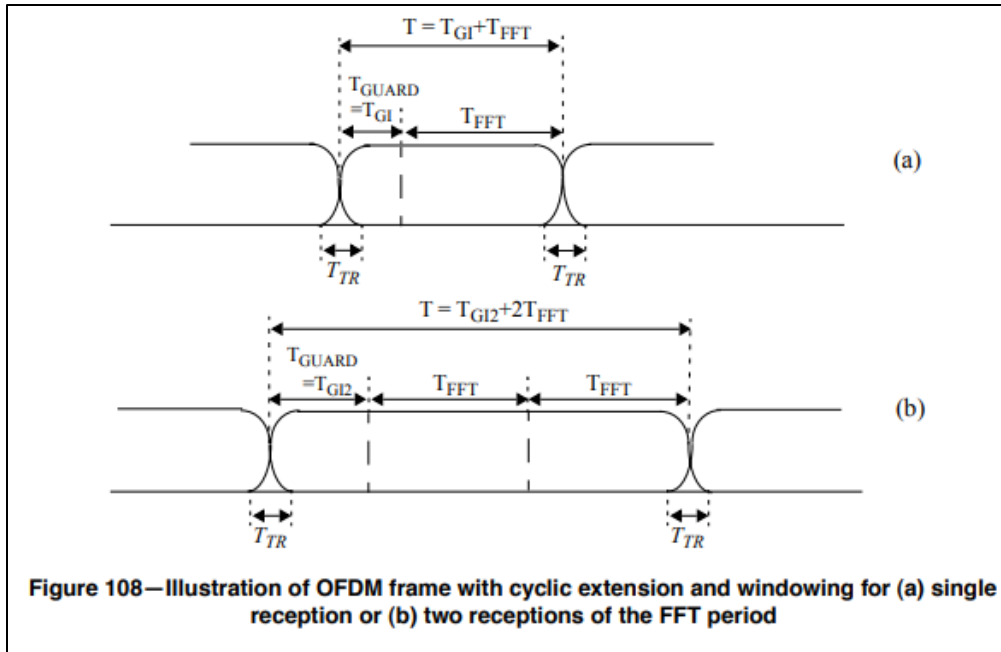 T = T_GI+T_FFT
T_GUARD
=T_GI
T_FFT
(a)
T_TR
T_TR
T = T_GI2+2T_FFT
T_GUARD
=T_GI2
T_FFT
T_FFT
(b)
T_TR
T_TR
Figure 108—Illustration of OFDM frame with cyclic extension and windowing for (a) single
reception or (b) two receptions of the FFT period